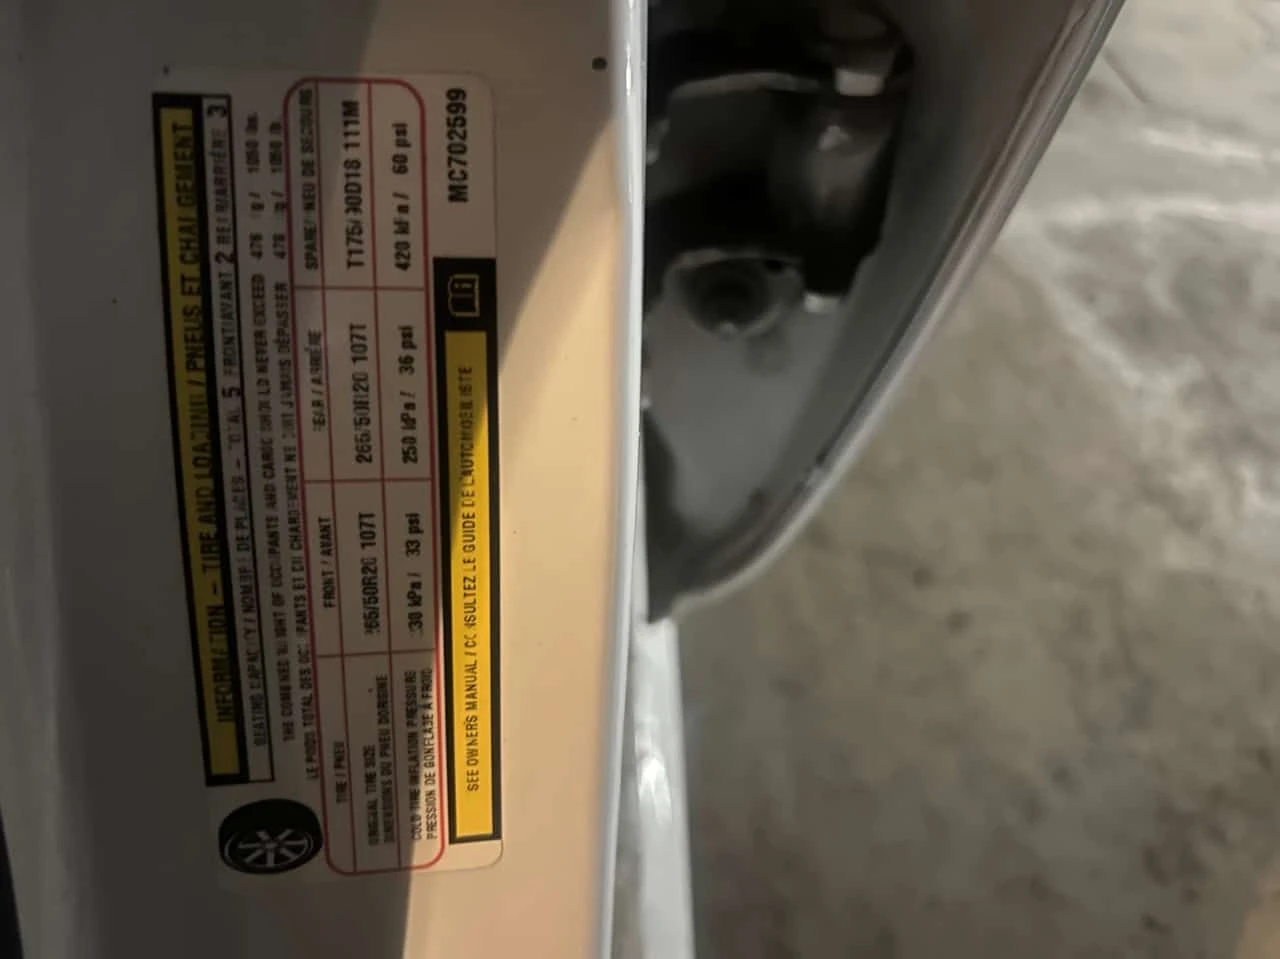 INFORMATION – TIRE AND LOADING / PNEUS ET CHARGEMENT
SEATING CAPACITY / NOMBRE DE PLACES – TOTAL 5 FRONT/AVANT 2 REAR/ARRIÈRE 3
THE COMBINED WEIGHT OF OCCUPANTS AND CARGO SHOULD NEVER EXCEED 476 kg / 1050 lbs.
LE POIDS TOTAL DES OCCUPANTS ET DU CHARGEMENT NE DOIT JAMAIS DÉPASSER 476 kg / 1050 lb.
TIRE / PNEU FRONT / AVANT REAR / ARRIÈRE SPARE / PNEU DE SECOURS
ORIGINAL TIRE SIZE
DIMENSIONS DU PNEU D'ORIGINE 265/50R20 107T 265/50R20 107T T175/90D18 111M
COLD TIRE INFLATION PRESSURE
PRESSION DE GONFLAGE À FROID 230 kPa / 33 psi 250 kPa / 36 psi 420 kPa / 60 psi
SEE OWNER'S MANUAL / CONSULTEZ LE GUIDE DE L'AUTOMOBILISTE
MC702599